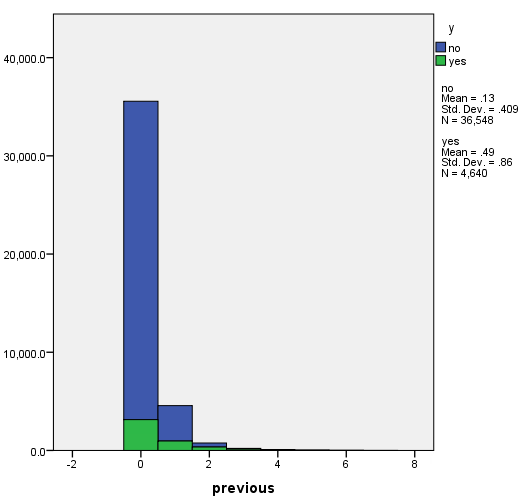 y
no
yes
no
Mean = .13
Std. Dev. = .409
N = 36,548
yes
Mean = .49
Std. Dev. = .86
N = 4,640
40,000.0
30,000.0
20,000.0
10,000.0
0.0
-2 0 2 4 6 8
previous